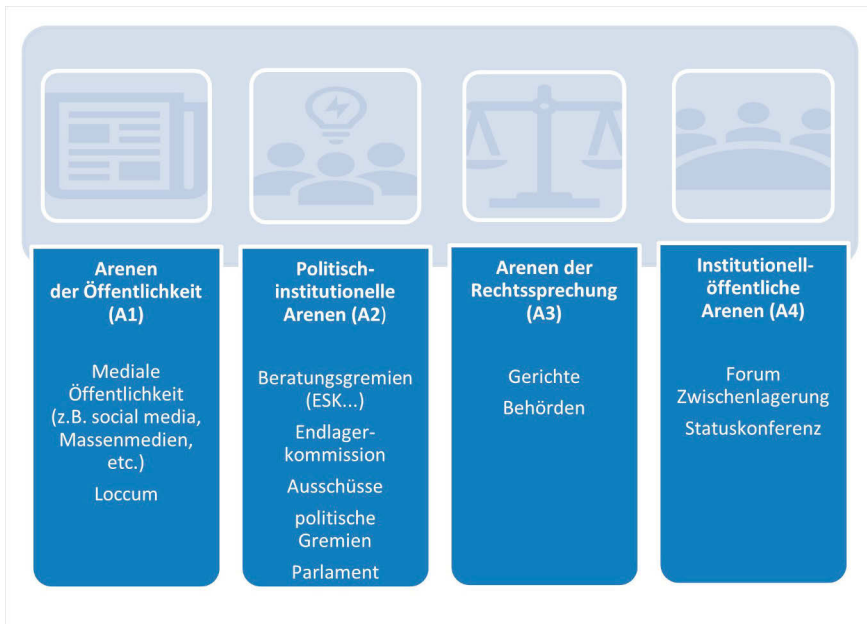 Arenen
der Öffentlichkeit
(A1)
Mediale
Öffentlichkeit
(z.B. social media,
Massenmedien,
etc.)
Loccum
Politisch-
institutionelle
Arenen (A2)
Beratungsgremien
(ESK...)
Endlager-
kommission
Ausschüsse
politische
Gremien
Parlament
Arenen der
Rechtssprechung
(A3)
Gerichte
Behörden
Institutionell-
öffentliche
Arenen (A4)
Forum
Zwischenlagerung
Statuskonferenz